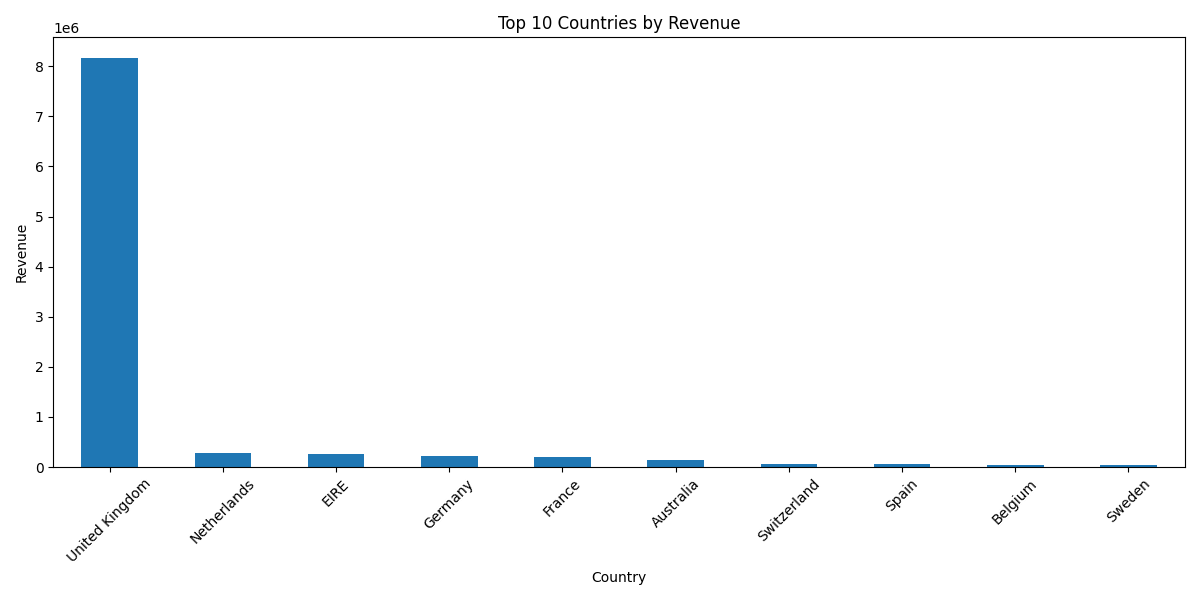 Top 10 Countries by Revenue
1e6
8
7
6
5
4
3
2
1
0
Revenue
United Kingdom
Netherlands
EIRE
Germany
France
Australia
Switzerland
Spain
Belgium
Sweden
Country